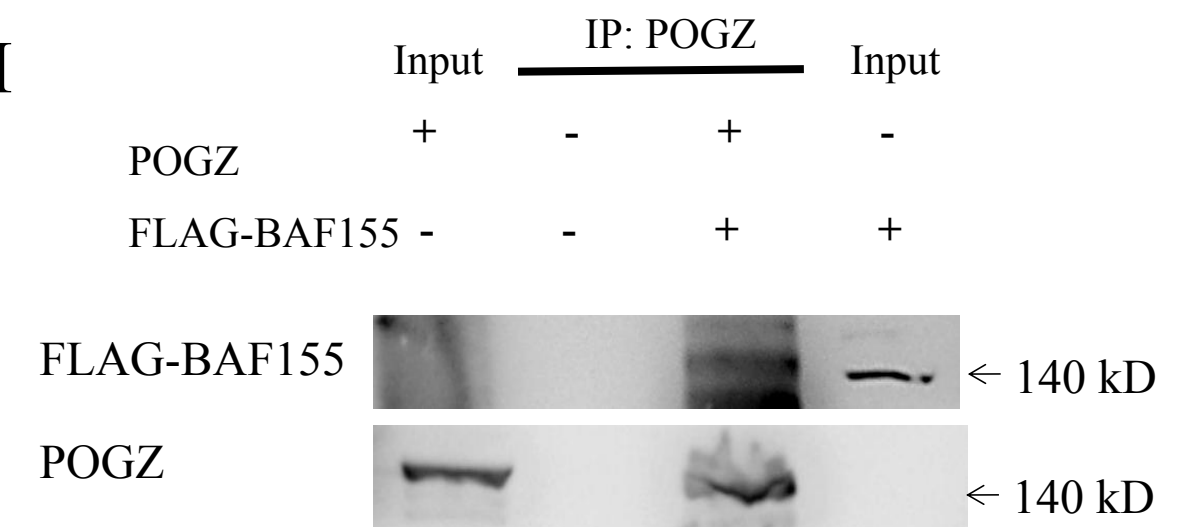 IP: POGZ
Input Input
+ - + -
POGZ
FLAG-BAF155 - - + +
FLAG-BAF155 ← 140 kD
POGZ ← 140 kD